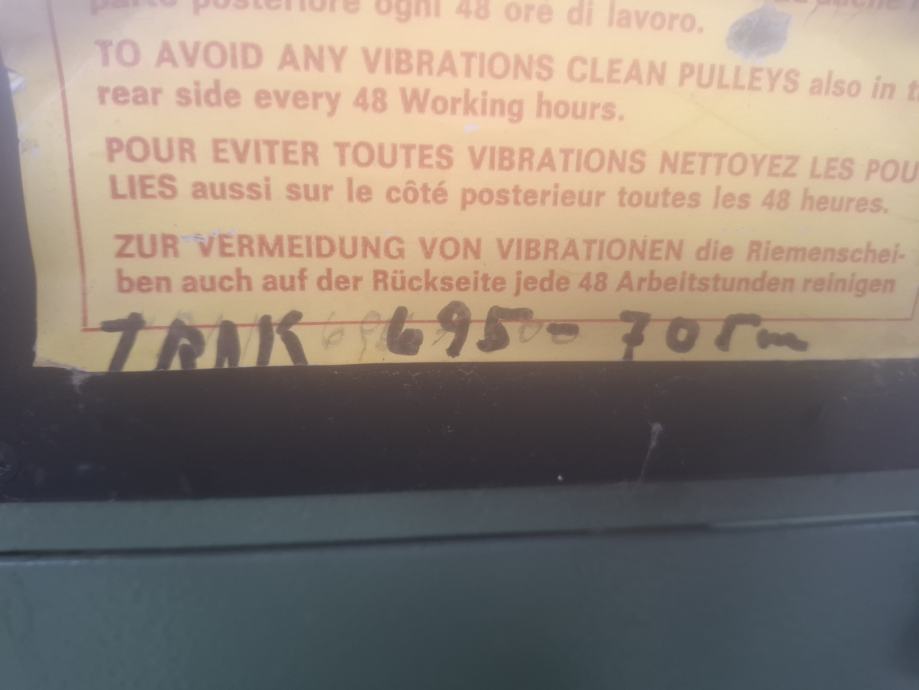 parte posteriore ogni 48 ore di lavoro.
TO AVOID ANY VIBRATIONS CLEAN PULLEYS also in
rear side every 48 Working hours.
POUR EVITER TOUTES VIBRATIONS NETTOYEZ LES POU
LIES aussi sur le côté posterieur toutes les 48 heures.
ZUR VERMEIDUNG VON VIBRATIONEN die Riemenschei-
ben auch auf der Rückseite jede 48 Arbeitstunden reinigen
TRAK 695-705m